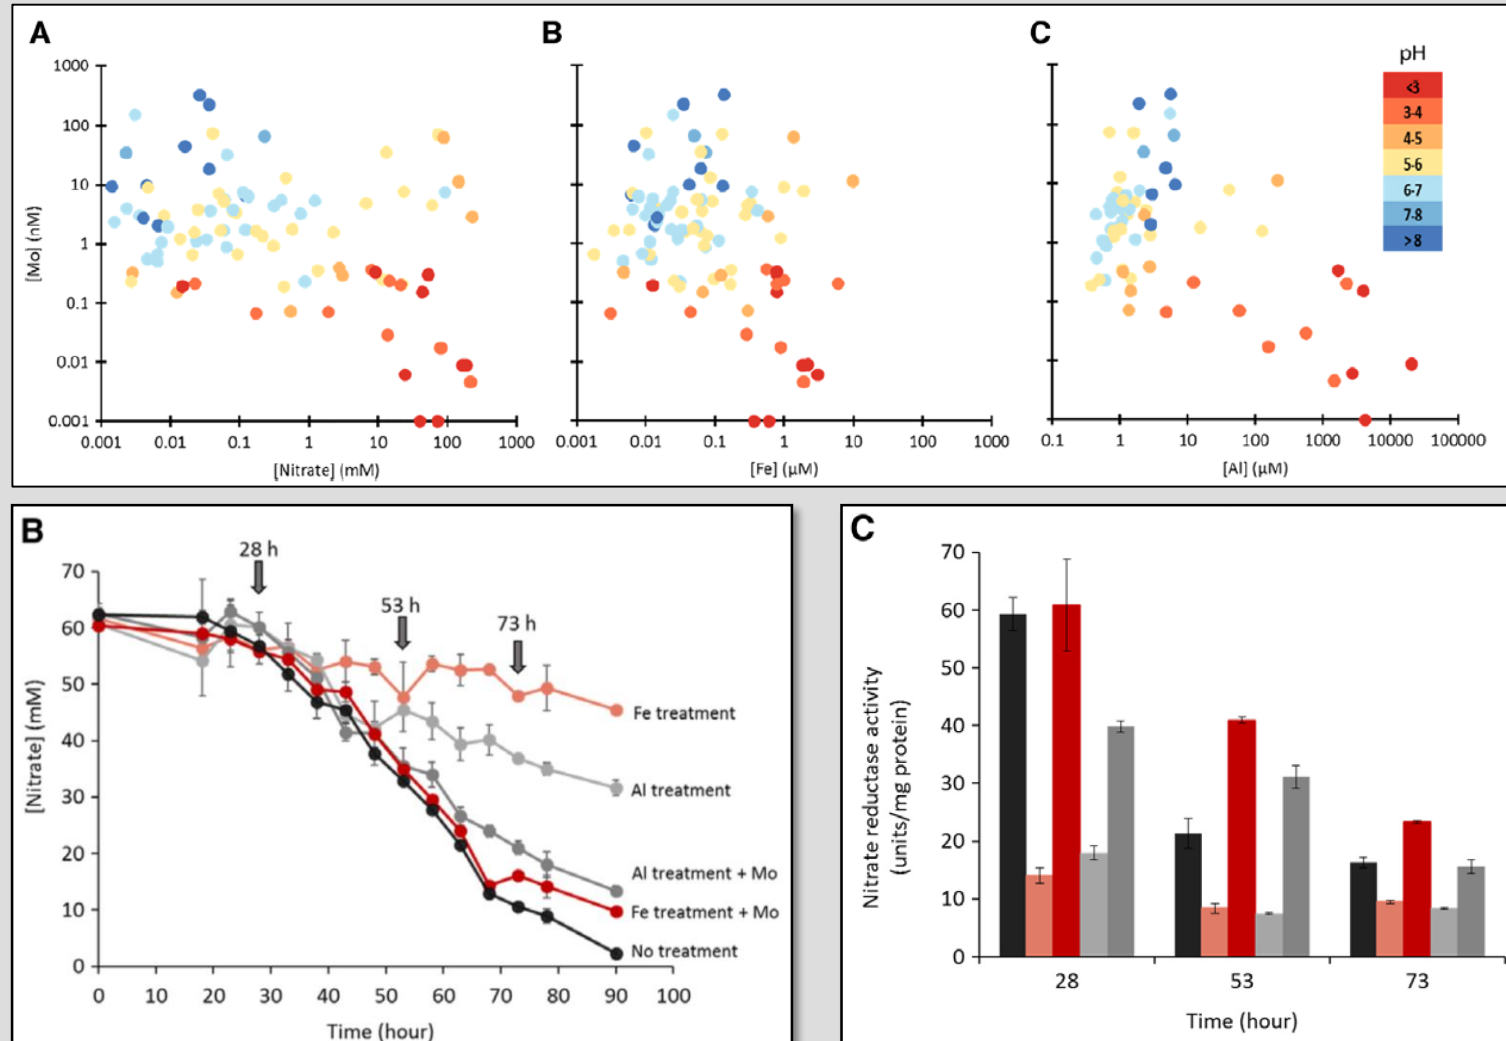 A
B
C
pH
<3
3-4
4-5
5-6
6-7
7-8
>8
[Mo] (nM)
1000
100
10
1
0.1
0.01
0.001
0.001 0.01 0.1 1 10 100 1000
[Nitrate] (mM)
0.001 0.01 0.1 1 10 100 1000
[Fe] (µM)
0.1 1 10 100 1000 10000 100000
[Al] (µM)
B
28 h
53 h
73 h
[Nitrate] (mM)
70
60
50
40
30
20
10
0
Fe treatment
Al treatment
Al treatment + Mo
Fe treatment + Mo
No treatment
0 10 20 30 40 50 60 70 80 90 100
Time (hour)
C
Nitrate reductase activity
(units/mg protein)
70
60
50
40
30
20
10
0
28 53 73
Time (hour)